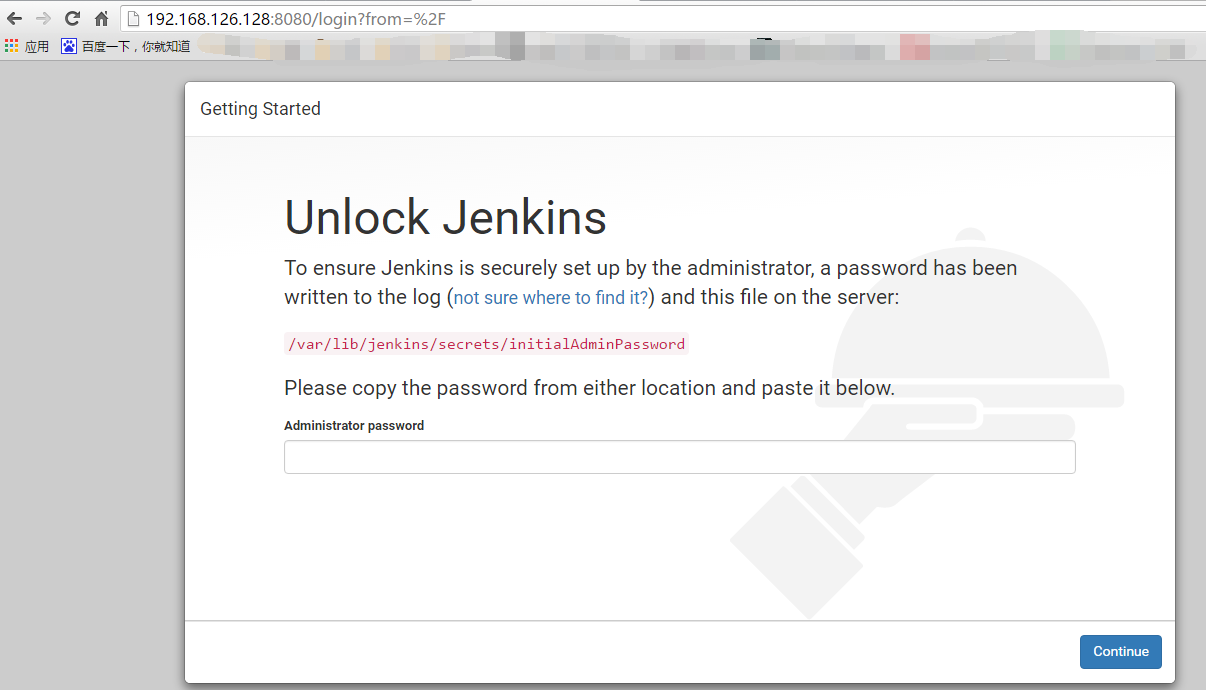 192.168.126.128:8080/login?from=%2F
应用 百度一下，你就知道
Getting Started
Unlock Jenkins
To ensure Jenkins is securely set up by the administrator, a password has been
written to the log (not sure where to find it?) and this file on the server:
/var/lib/jenkins/secrets/initialAdminPassword
Please copy the password from either location and paste it below.
Administrator password
Continue